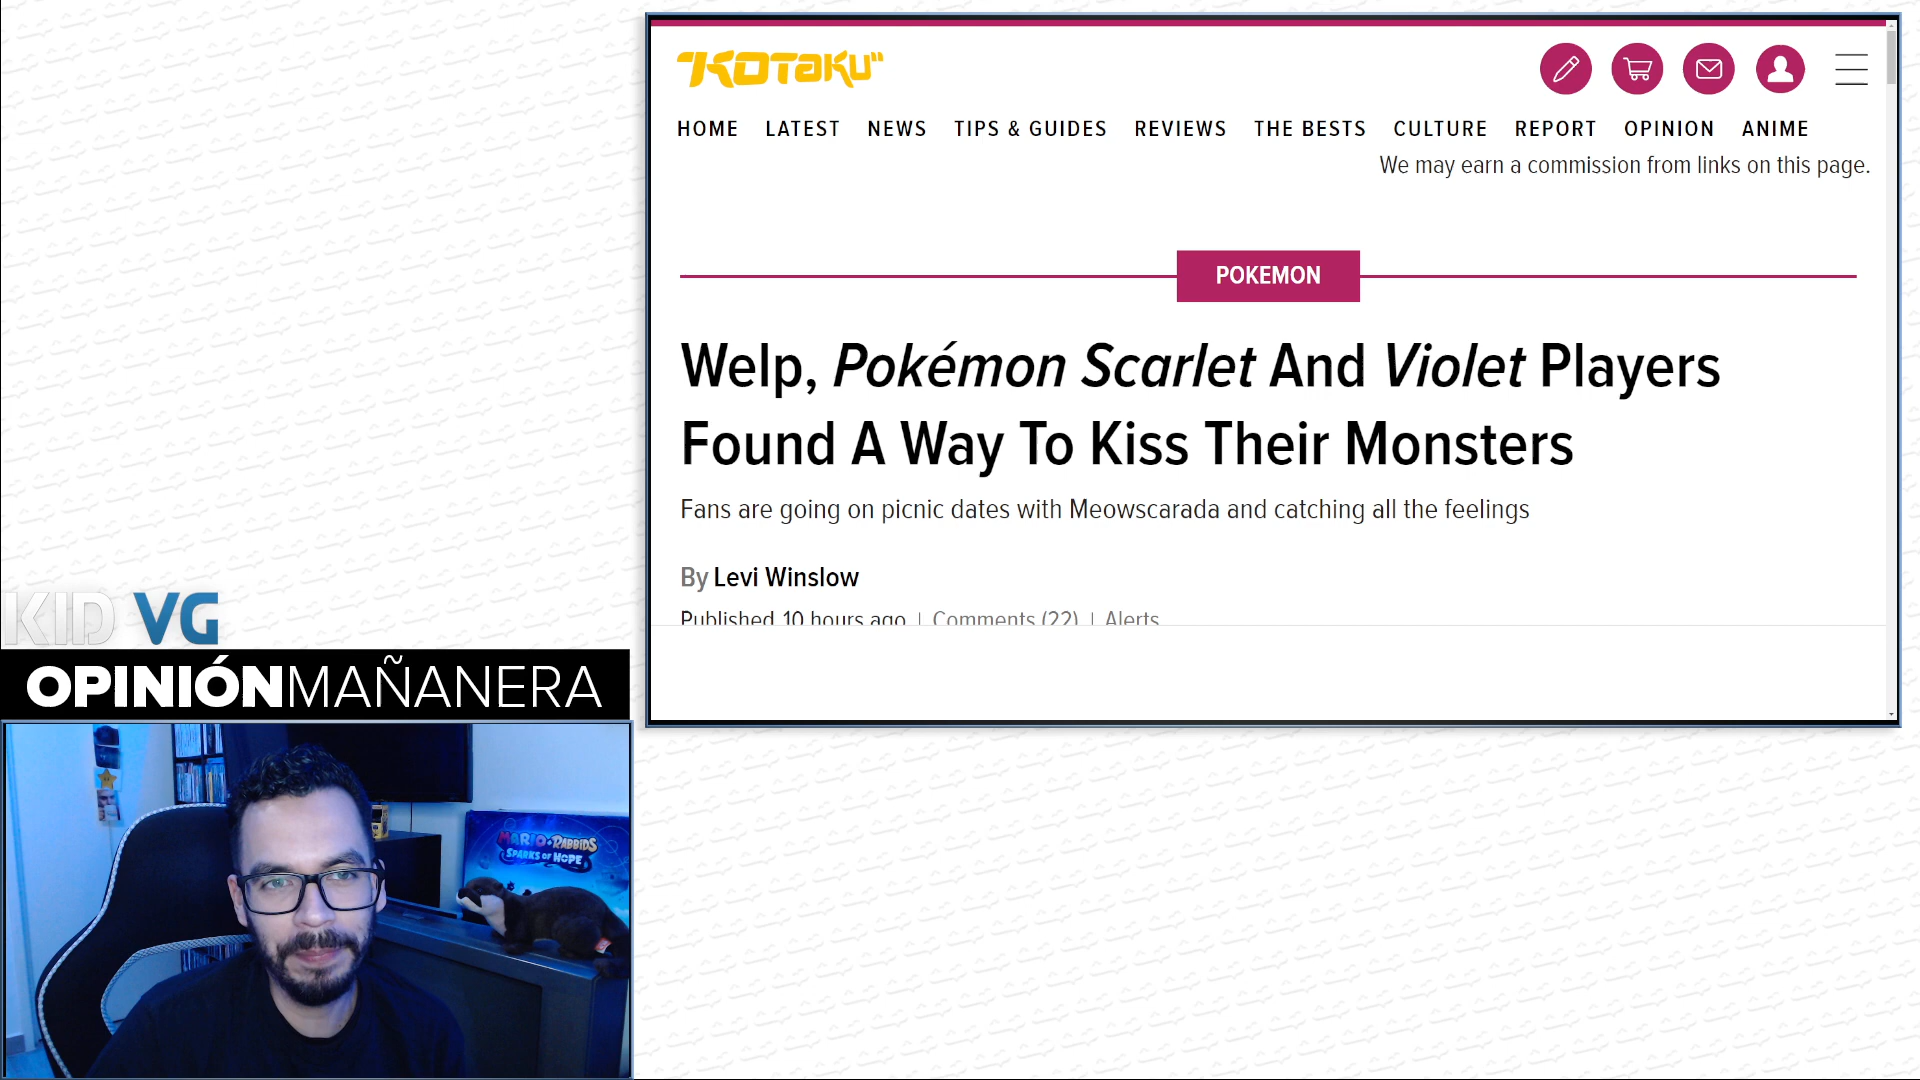 KOTaKU
HOME LATEST NEWS TIPS & GUIDES REVIEWS THE BESTS CULTURE REPORT OPINION ANIME
We may earn a commission from links on this page.
POKEMON
Welp, Pokémon Scarlet And Violet Players
Found A Way To Kiss Their Monsters
Fans are going on picnic dates with Meowscarada and catching all the feelings
By Levi Winslow
Published 10 hours ago | Comments (22) | Alerts
KID VG
OPINIÓNMAÑANERA
MARIO+RABBIDS
SPARKS OF HOPE